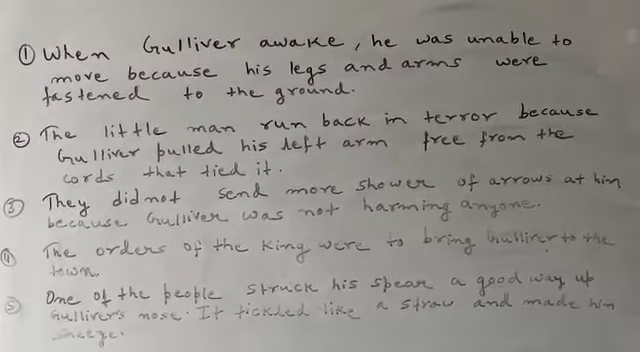 ① When Gulliver awake, he was unable to
move because his legs and arms were
fastened to the ground.
② The little man run back in terror because
Gulliver pulled his left arm free from the
cords that tied it.
③ They did not send more shower of arrows at him
because Gulliver was not harming anyone.
④ The orders of the King were to bring Gulliver to the
town.
⑤ One of the people struck his spear a good way up
Gulliver's nose. It tickled like a straw and made him
sneeze.